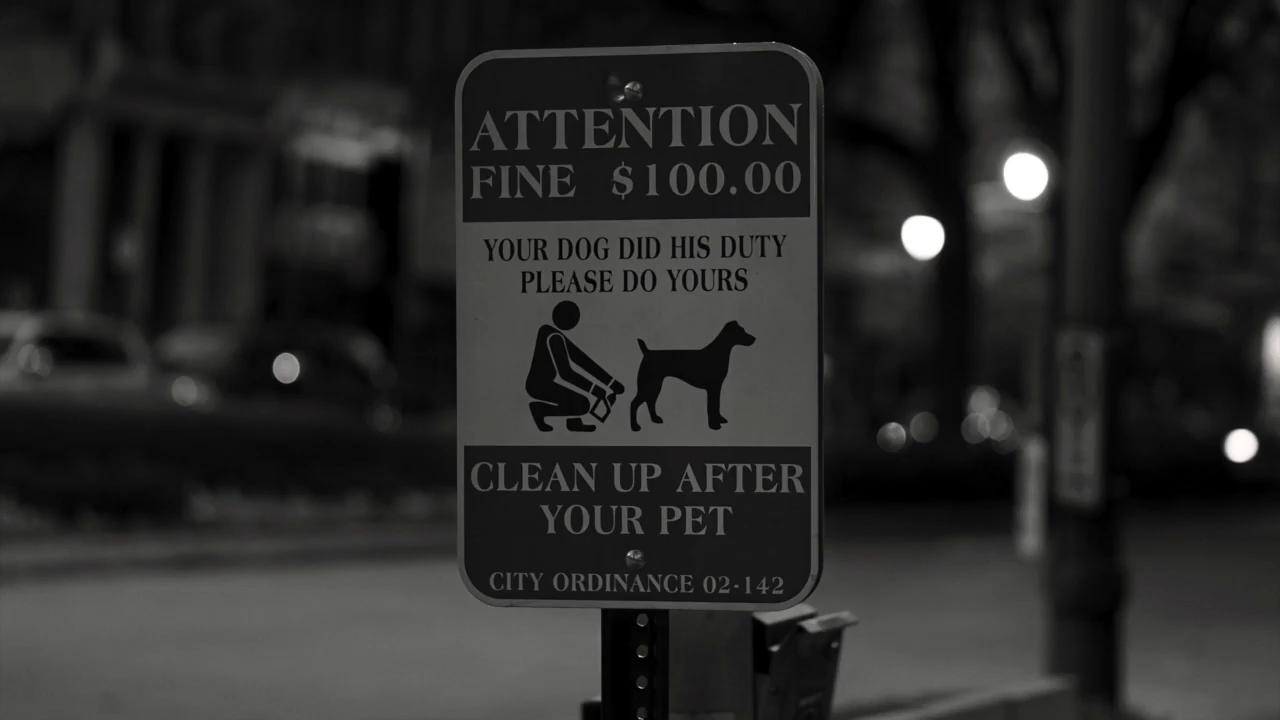 ATTENTION
FINE $100.00
YOUR DOG DID HIS DUTY
PLEASE DO YOURS
CLEAN UP AFTER
YOUR PET
CITY ORDINANCE 02-142